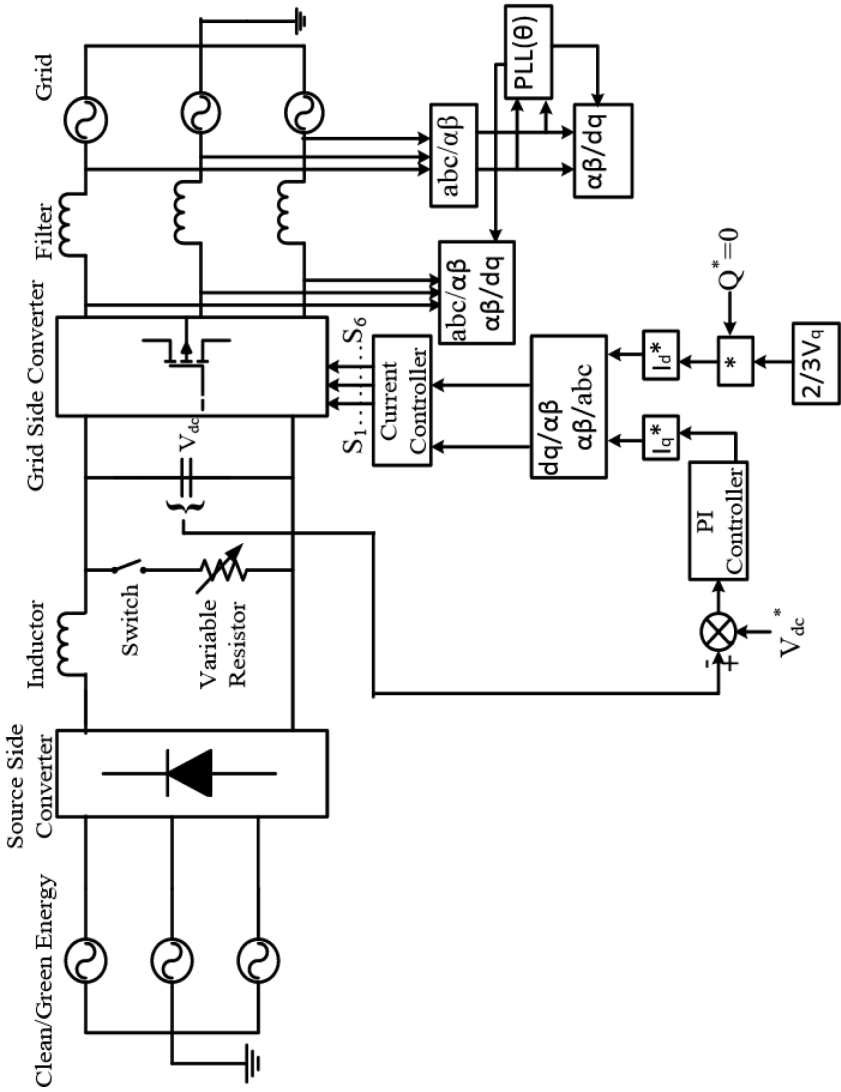 Clean/Green Energy
Source Side
Converter
Inductor
Grid Side Converter
Filter
Grid
Switch
Variable
Resistor
V_dc
S_1........S_6
Current
Controller
abc/αβ
αβ/dq
abc/αβ
PLL(θ)
αβ/dq
dq/αβ
αβ/abc
I_q*
I_d*
PI
Controller
*
Q*=0
2/3V_q
-
+
V_dc*